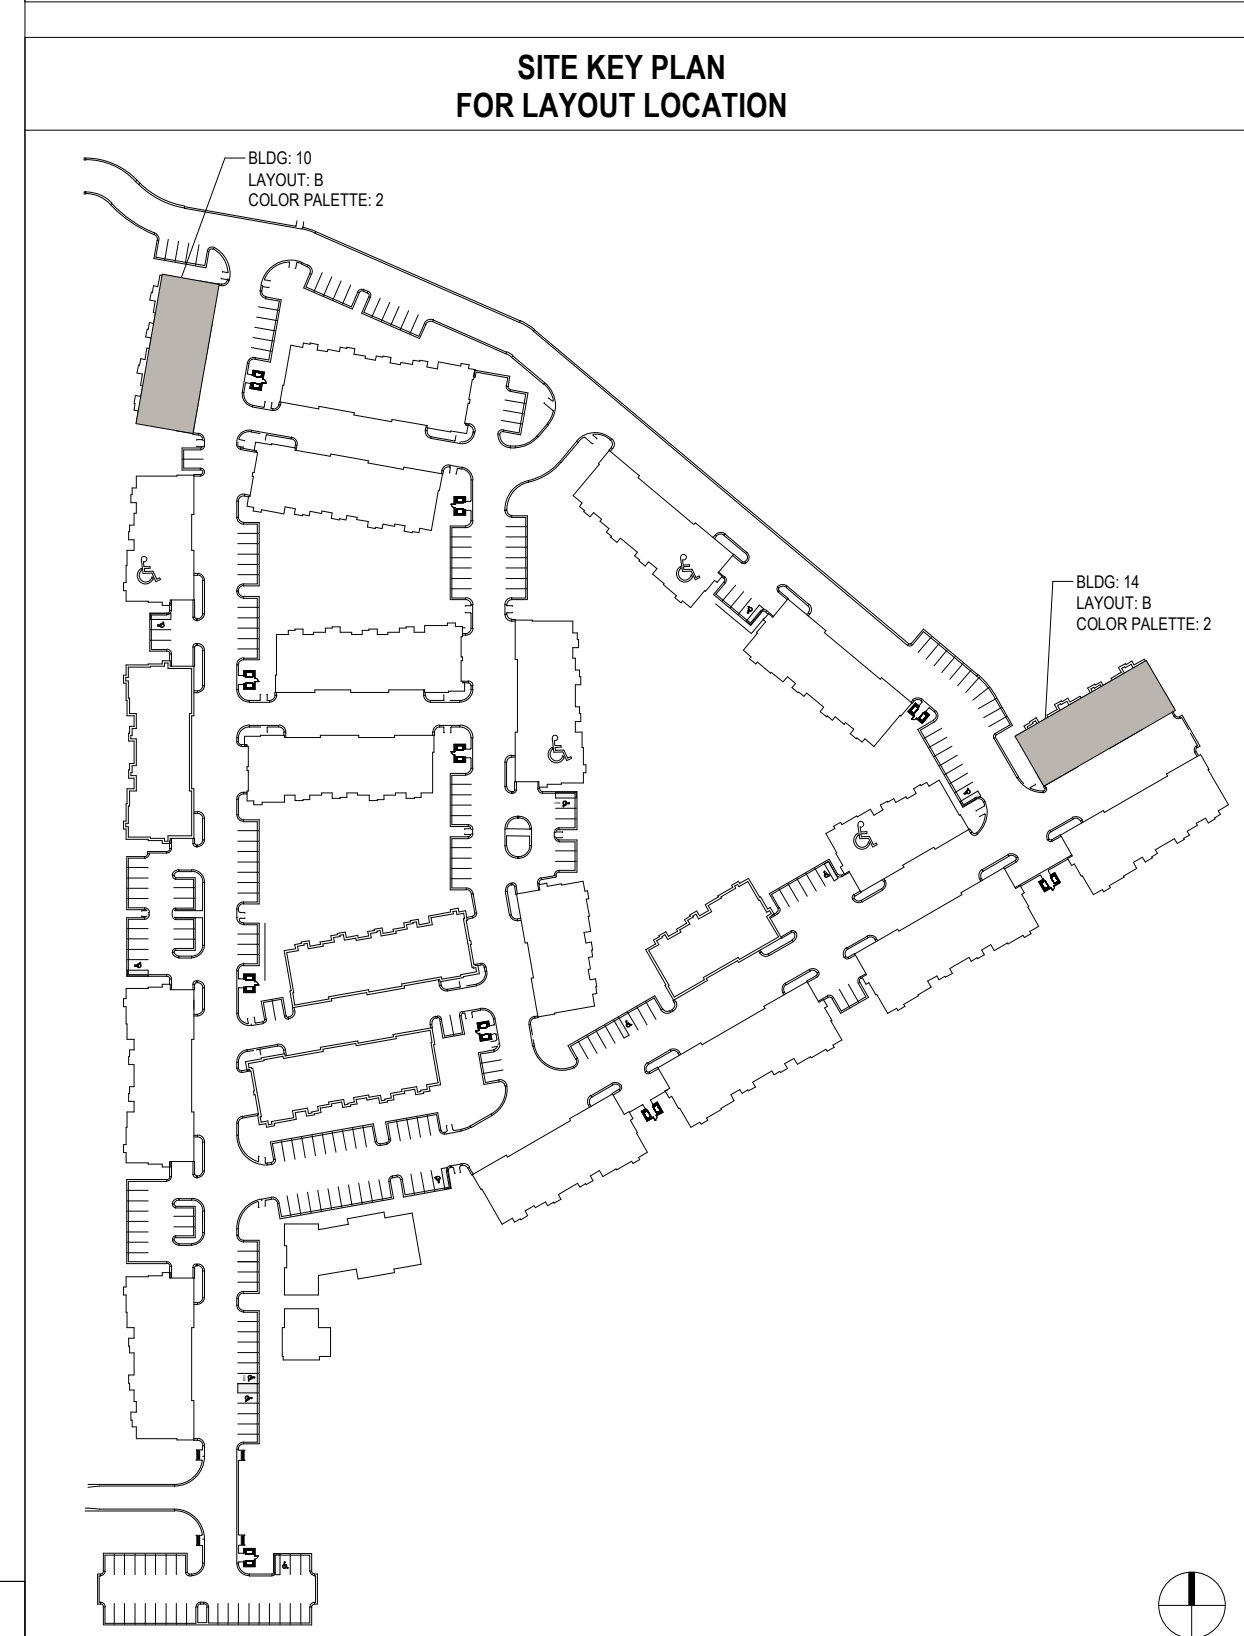 SITE KEY PLAN
FOR LAYOUT LOCATION
BLDG: 10
LAYOUT: B
COLOR PALETTE: 2
BLDG: 14
LAYOUT: B
COLOR PALETTE: 2